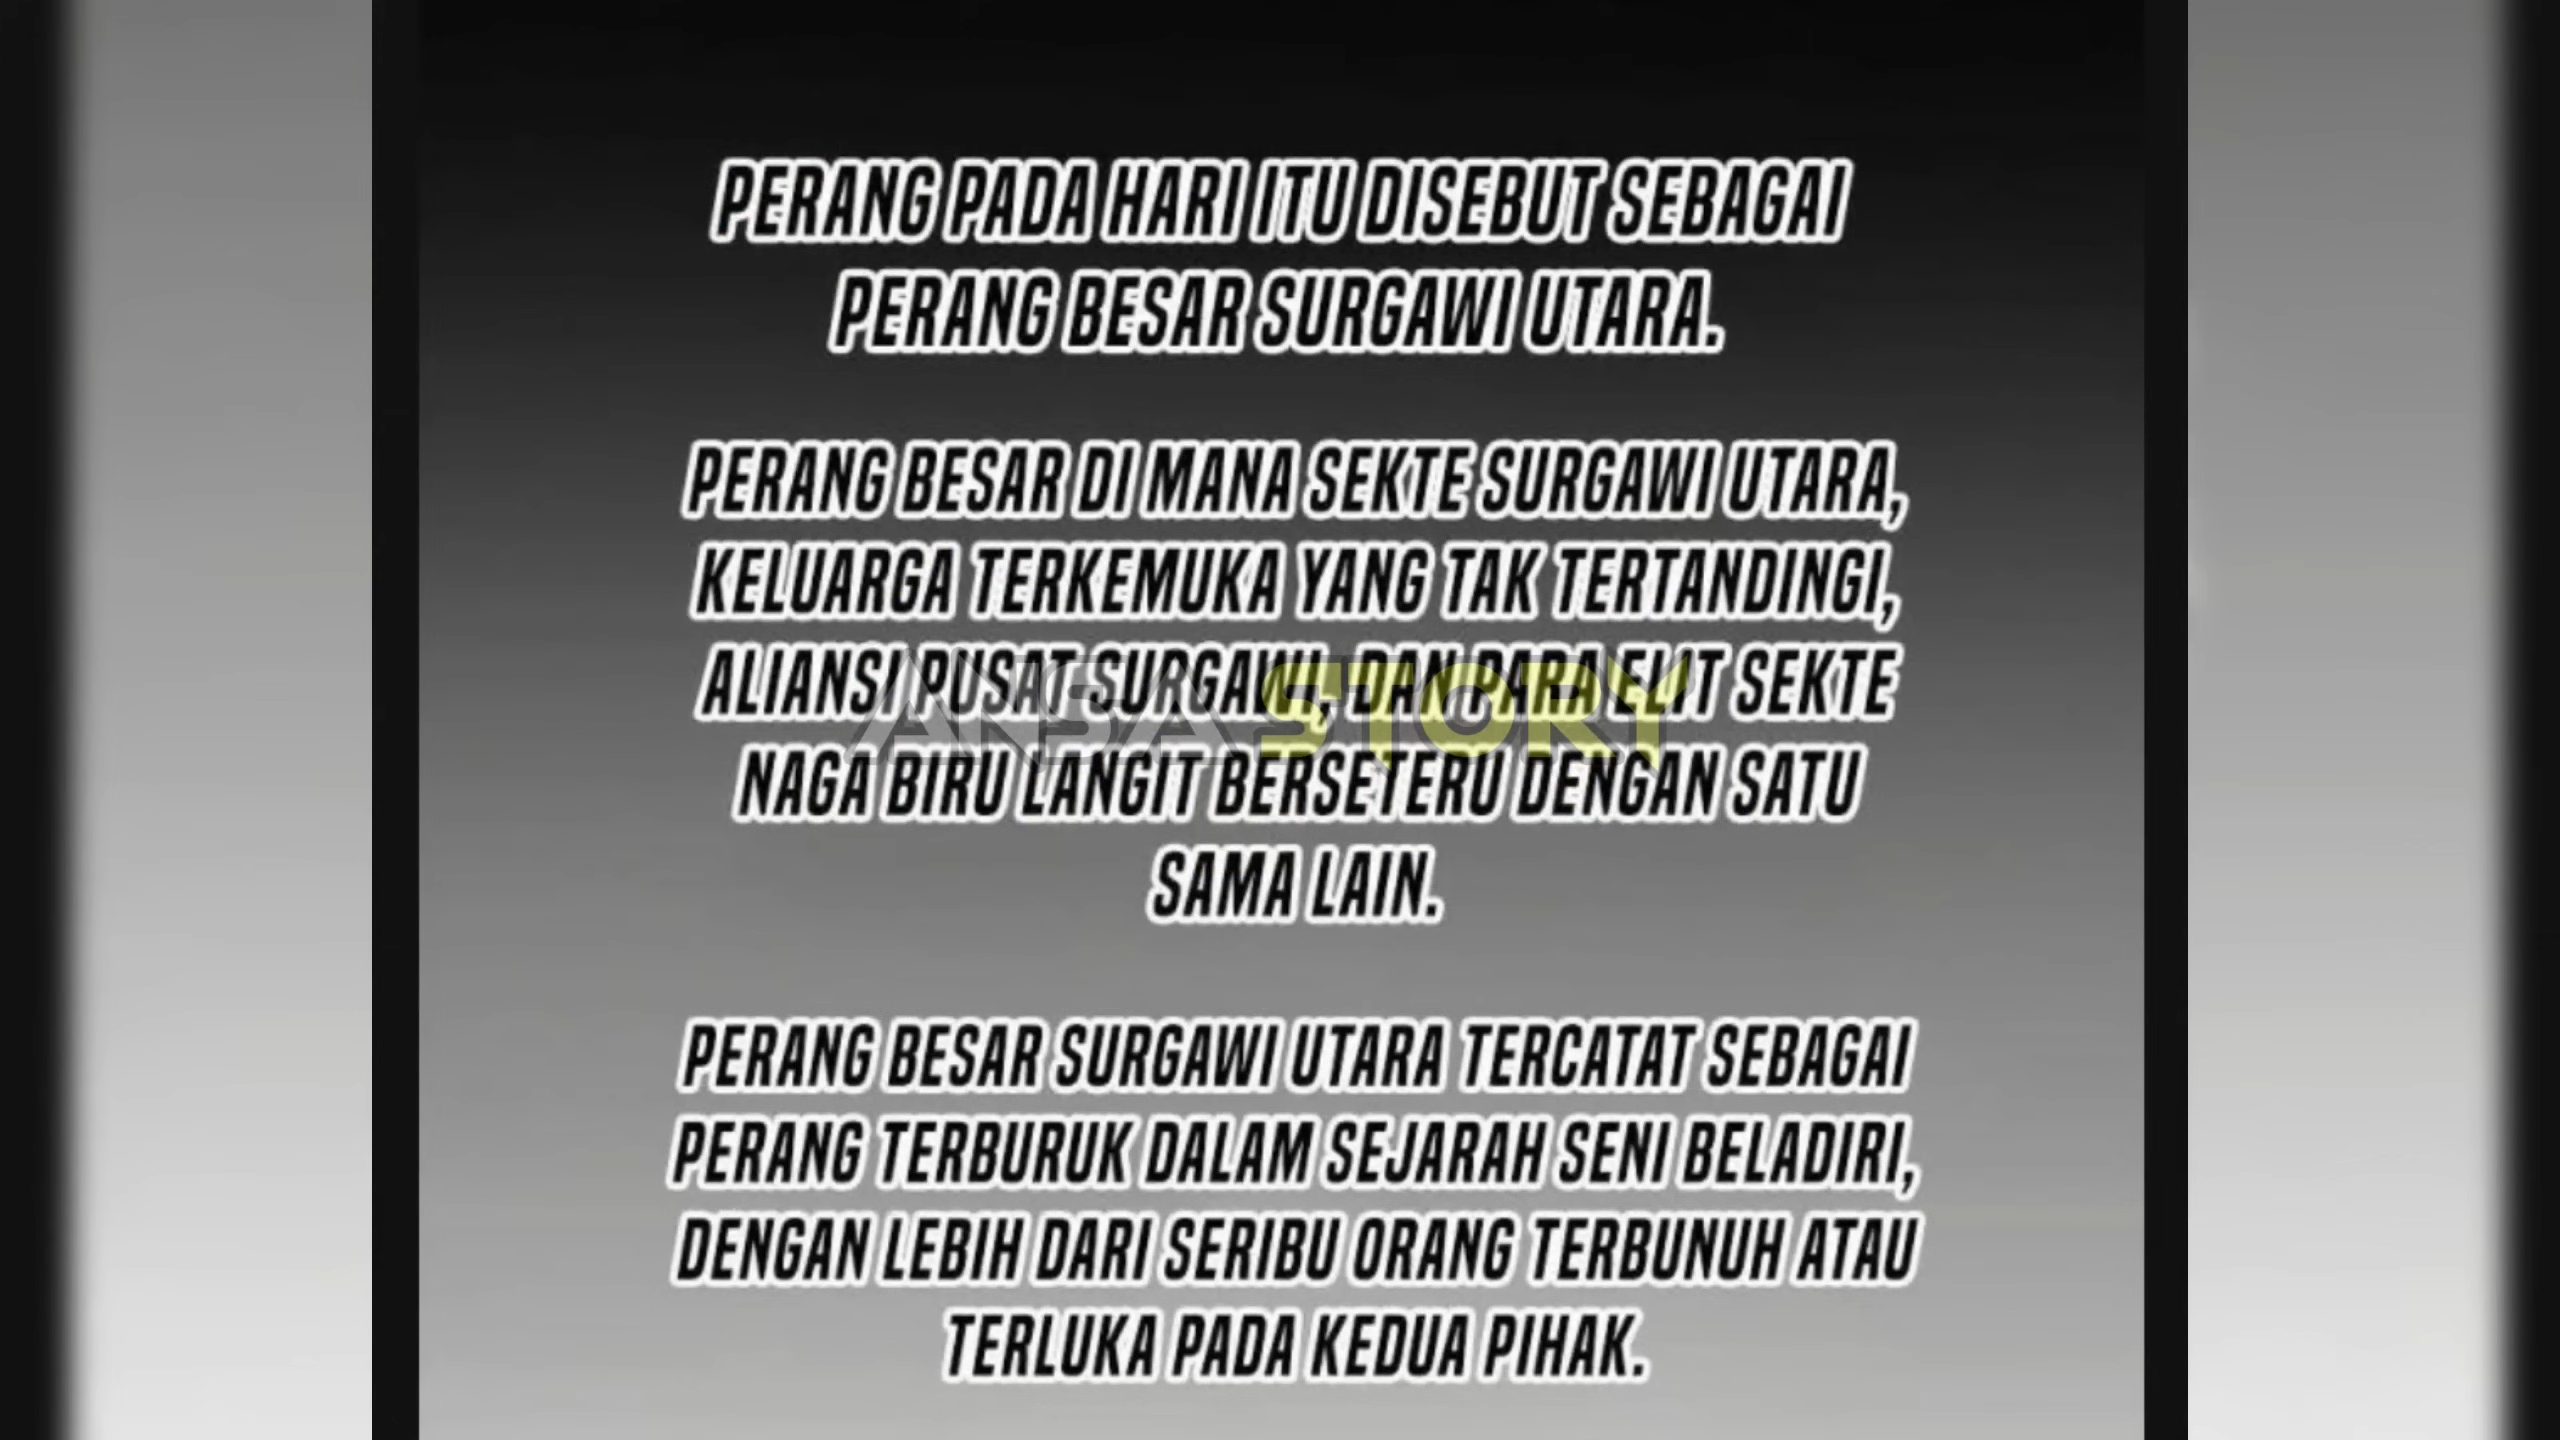 PERANG PADA HARI ITU DISEBUT SEBAGAI
PERANG BESAR SURGAWI UTARA.
PERANG BESAR DI MANA SEKTE SURGAWI UTARA,
KELUARGA TERKEMUKA YANG TAK TERTANDINGI,
ALIANSI PUSAT SURGAWI, DAN PARA ELIT SEKTE
ANSA STORY
NAGA BIRU LANGIT BERSETERU DENGAN SATU
SAMA LAIN.
PERANG BESAR SURGAWI UTARA TERCATAT SEBAGAI
PERANG TERBURUK DALAM SEJARAH SENI BELADIRI,
DENGAN LEBIH DARI SERIBU ORANG TERBUNUH ATAU
TERLUKA PADA KEDUA PIHAK.